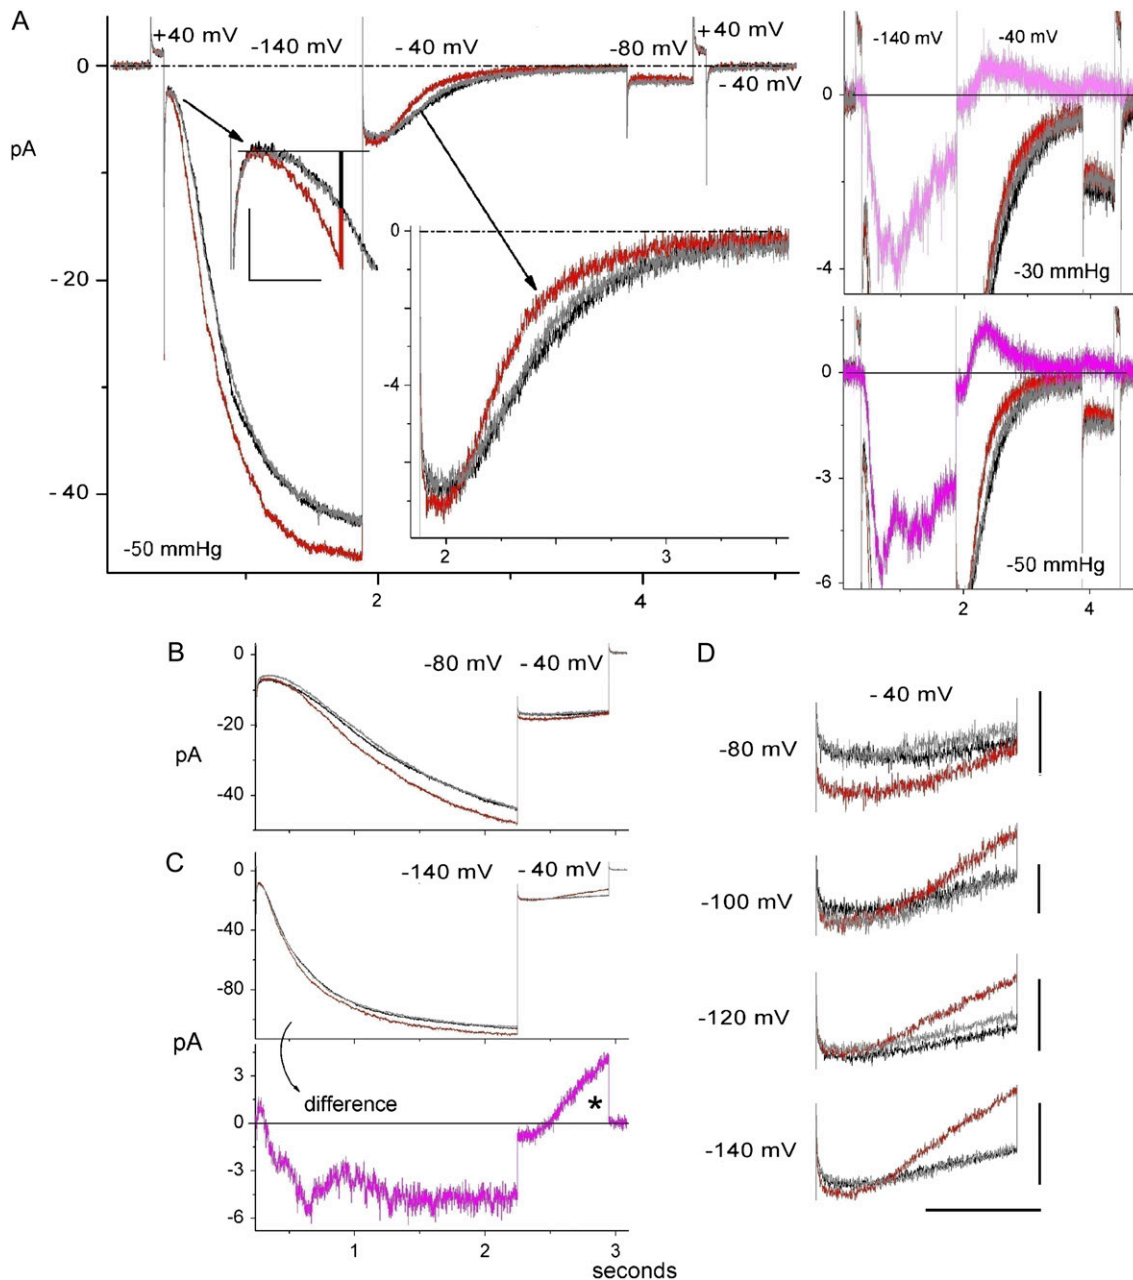 A
+40 mV
-140 mV
- 40 mV
-80 mV
+40 mV
- 40 mV
0
pA
- 20
- 40
-50 mmHg
2
4
0
-4
2
3
-140 mV
-40 mV
0
-4
-30 mmHg
0
-3
-6
-50 mmHg
2
4
B
-80 mV
- 40 mV
0
-20
-40
pA
C
-140 mV
- 40 mV
0
-40
-80
pA
difference
*
3
0
-3
-6
1
2
3
seconds
D
- 40 mV
-80 mV
-100 mV
-120 mV
-140 mV